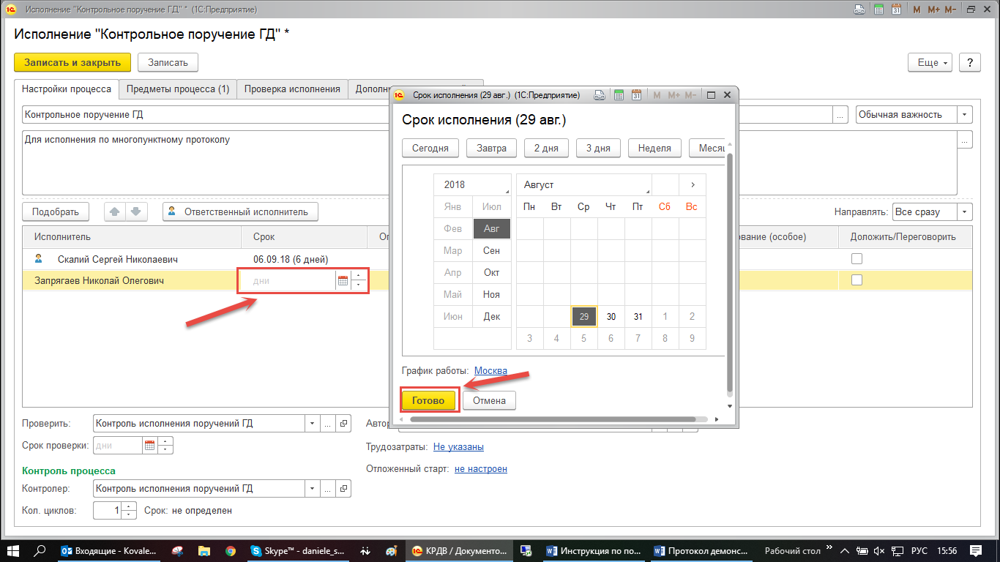 Исполнение "Контрольное поручение ГД" * (1С:Предприятие)
M M+ M-
Исполнение "Контрольное поручение ГД" *
Записать и закрыть Записать Еще ?
Настройки процесса Предметы процесса (1) Проверка исполнения
Контрольное поручение ГД ... Обычная важность
Для исполнения по многопунктному протоколу ...
Подобрать Ответственный исполнитель Направлять: Все сразу
Исполнитель Срок (особое) Доложить/Переговорить
Скалий Сергей Николаевич 06.09.18 (6 дней)
Запрягаев Николай Олегович дни
Срок исполнения (29 авг.) (1С:Предприятие) M M+ M-
Срок исполнения (29 авг.)
Сегодня Завтра 2 дня 3 дня Неделя
2018 Август >
Янв Июл Пн Вт Ср Чт Пт Сб Вс
Фев Авг
Мар Сен
Апр Окт
Май Ноя
Июн Дек 29 30 31 1 2
3 4 5 6 7 8 9
График работы: Москва
Готово Отмена
Проверить: Контроль исполнения поручений ГД ...
Срок проверки: дни
Трудозатраты: Не указаны
Отложенный старт: не настроен
Контроль процесса
Контролер: Контроль исполнения поручений ГД ...
Кол. циклов: 1 Срок: не определен
Входящие - Kovale... Skype™ - daniele_s... КРДВ / Документо... Инструкция по по... Протокол демонс... Рабочий стол РУС 15:56